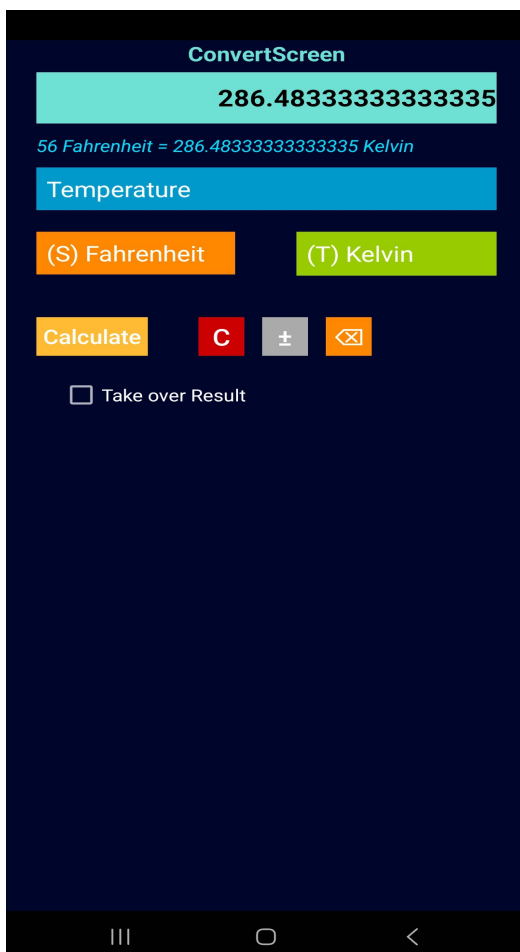 ConvertScreen
286.48333333333335
56 Fahrenheit = 286.48333333333335 Kelvin
Temperature
(S) Fahrenheit (T) Kelvin
Calculate C ±
Take over Result